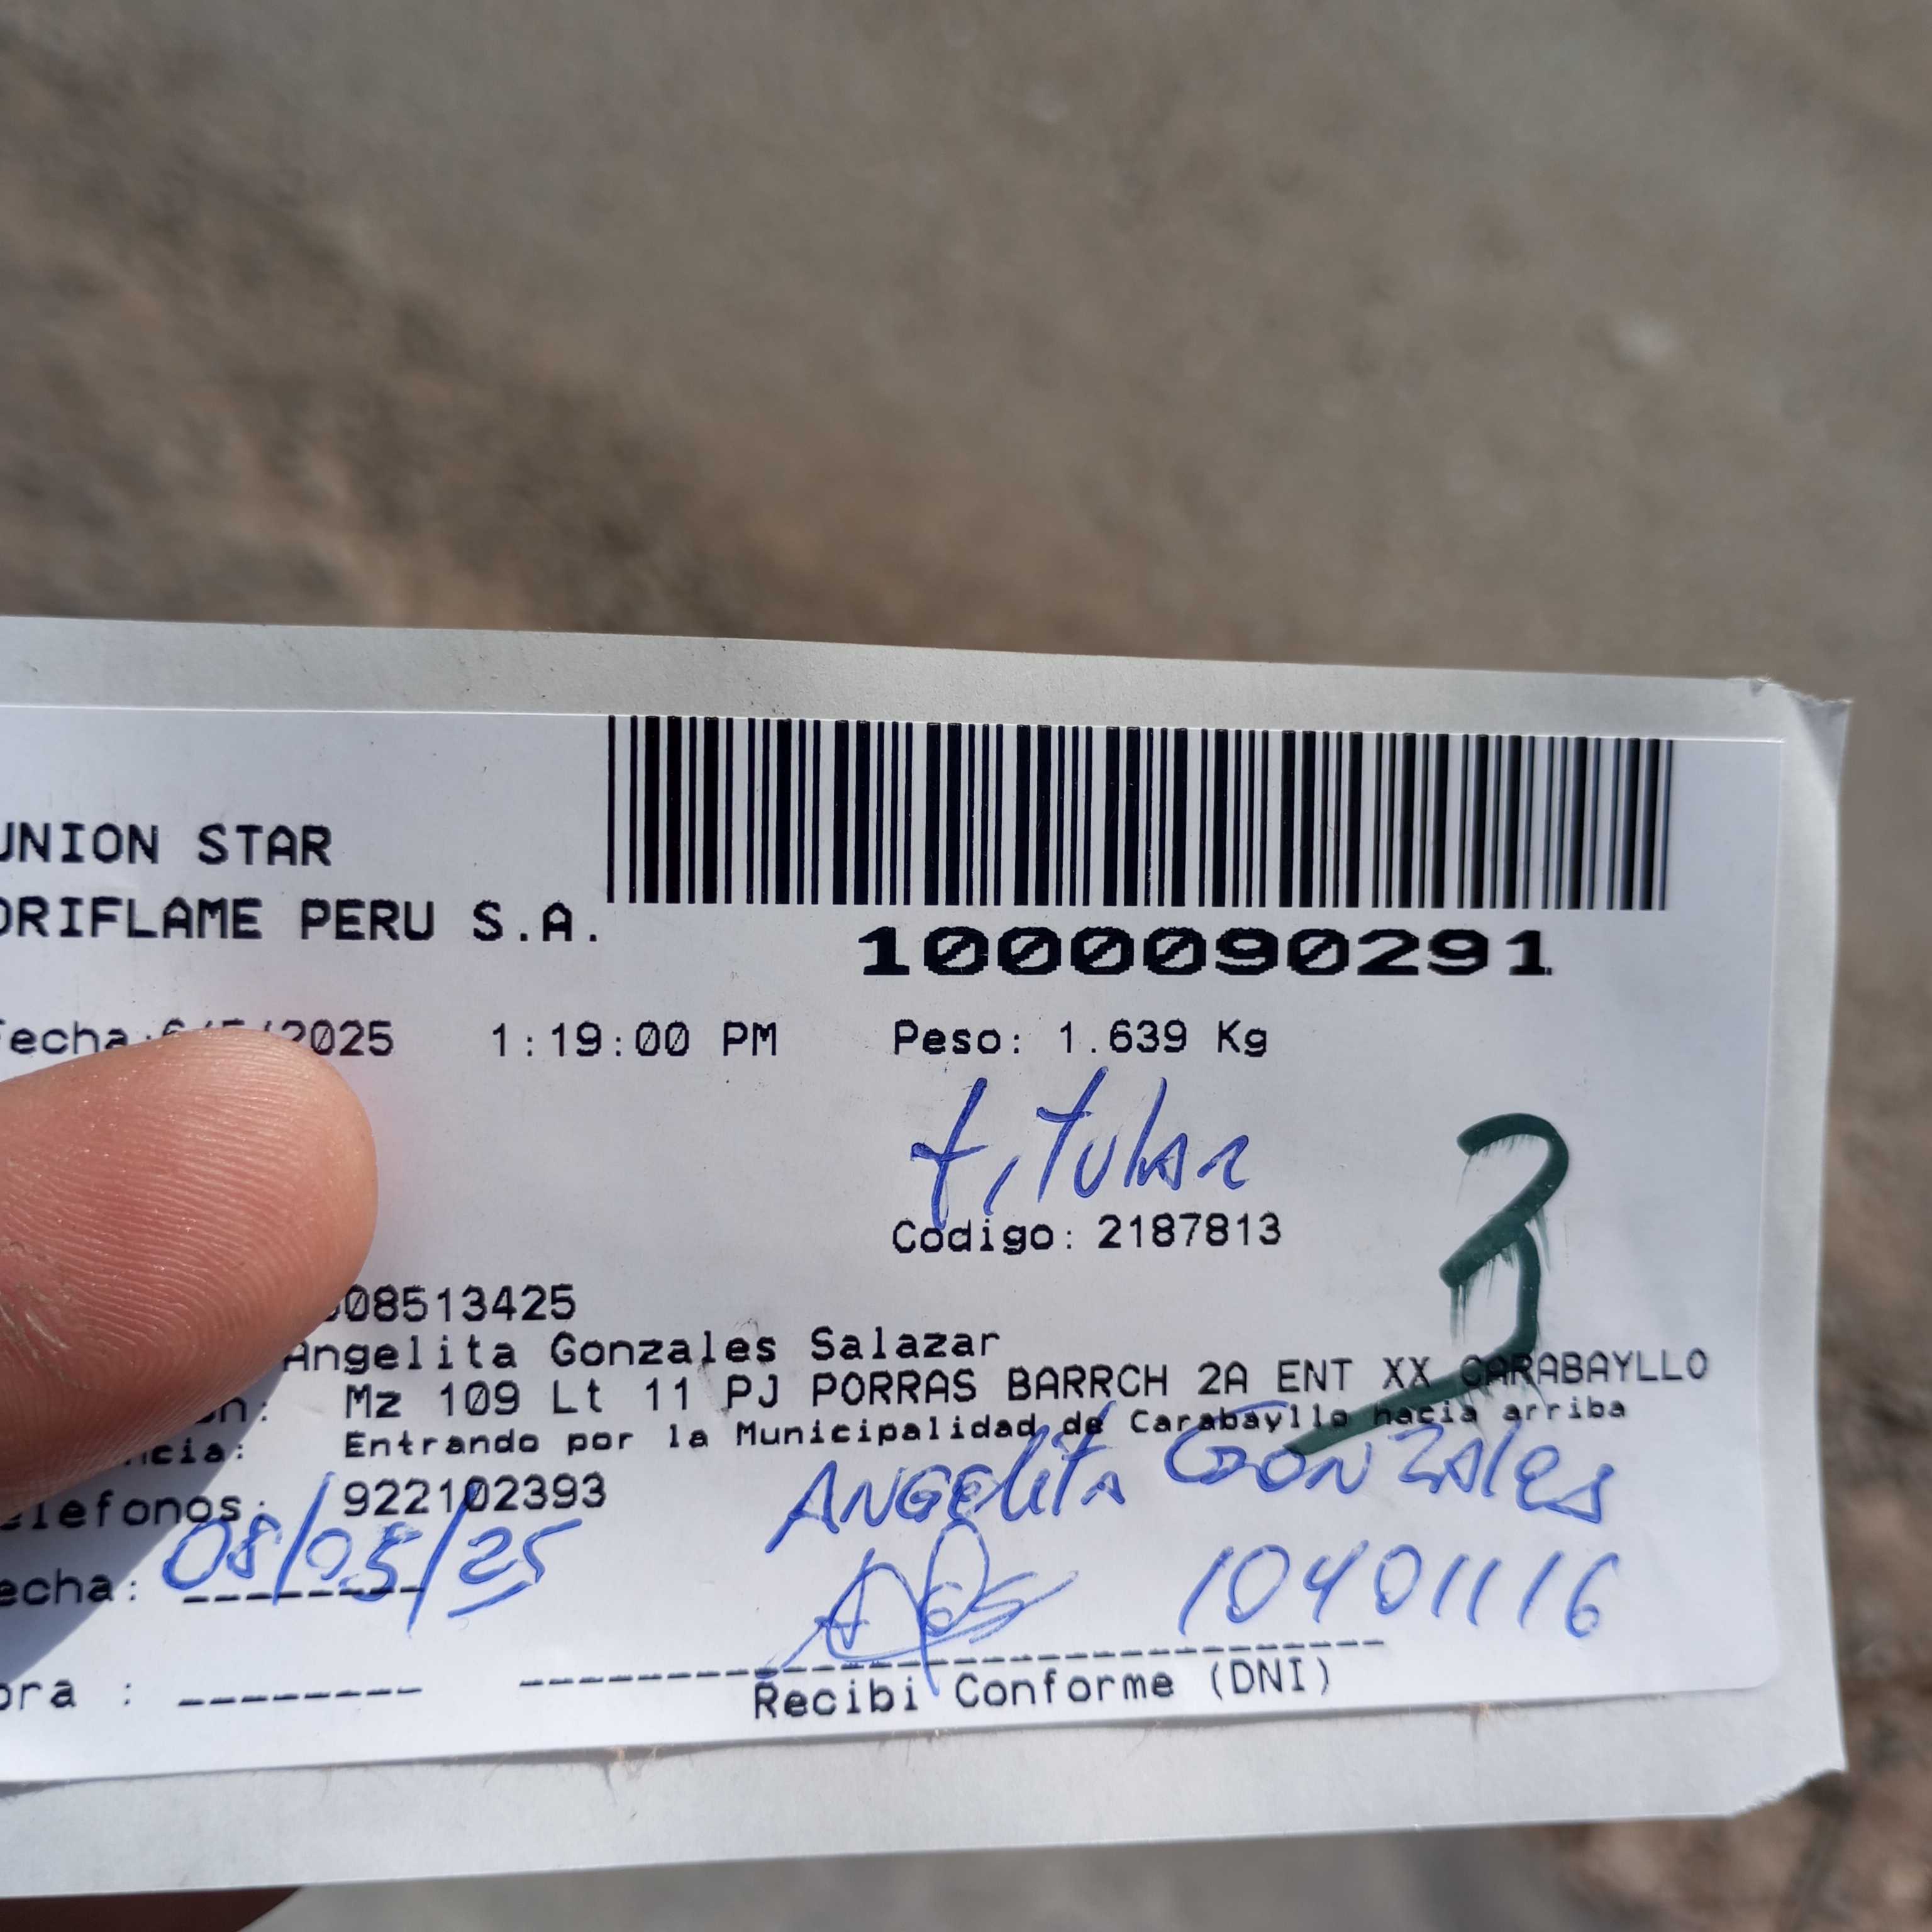 UNION STAR
ORIFLAME PERU S.A.
1000090291
Fecha: 2025 1:19:00 PM Peso: 1.639 Kg
titular
3
Codigo: 2187813
08513425
Angelita Gonzales Salazar
Mz 109 Lt 11 PJ PORRAS BARRCH 2A ENT XX CARABAYLLO
Entrando por la Municipalidad de Carabayllo hacia arriba
elefonos: 922102393
ANGelitA GONZAles
echa: 08/05/25
10401116
ora :
Recibi Conforme (DNI)